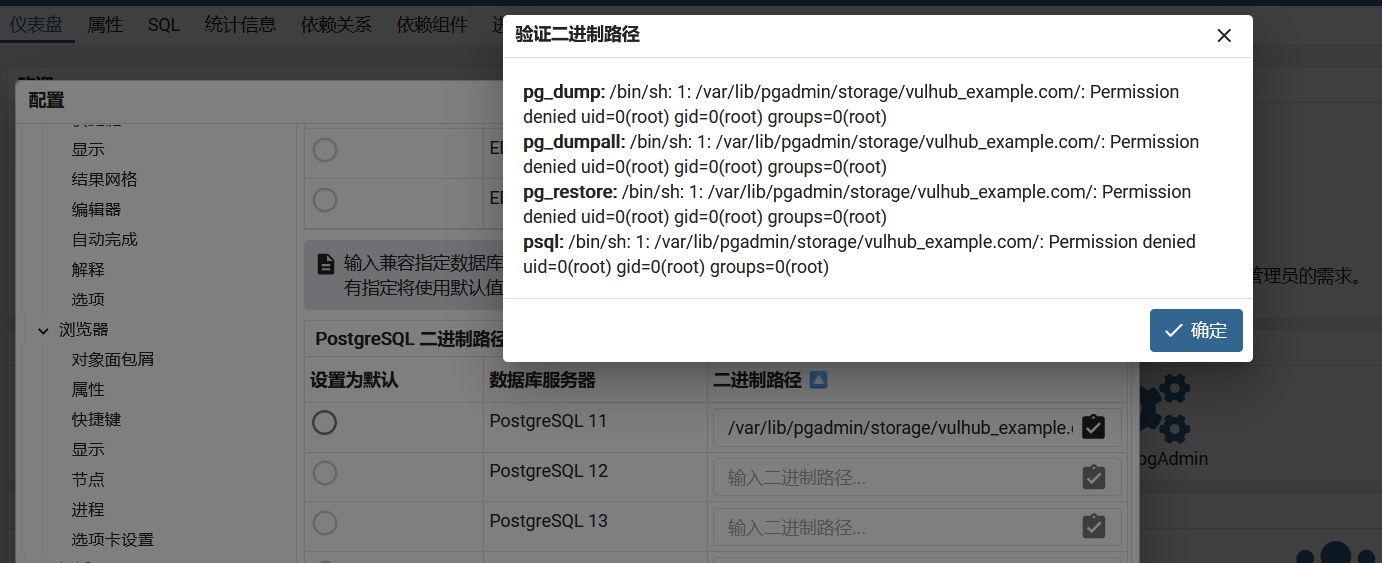 仪表盘 属性 SQL 统计信息 依赖关系 依赖组件
验证二进制路径
配置
pg_dump: /bin/sh: 1: /var/lib/pgadmin/storage/vulhub_example.com/: Permission
denied uid=0(root) gid=0(root) groups=0(root)
pg_dumpall: /bin/sh: 1: /var/lib/pgadmin/storage/vulhub_example.com/: Permission
denied uid=0(root) gid=0(root) groups=0(root)
pg_restore: /bin/sh: 1: /var/lib/pgadmin/storage/vulhub_example.com/: Permission
denied uid=0(root) gid=0(root) groups=0(root)
psql: /bin/sh: 1: /var/lib/pgadmin/storage/vulhub_example.com/: Permission denied
uid=0(root) gid=0(root) groups=0(root)
确定
显示
结果网格
编辑器
自动完成
解释
选项
浏览器
对象面包屑
属性
快捷键
显示
节点
进程
选项卡设置
输入兼容指定数据库
有指定将使用默认值
管理员的需求。
PostgreSQL 二进制路径
设置为默认 数据库服务器 二进制路径
PostgreSQL 11 /var/lib/pgadmin/storage/vulhub_example.
PostgreSQL 12 输入二进制路径...
PostgreSQL 13 输入二进制路径...
pgAdmin